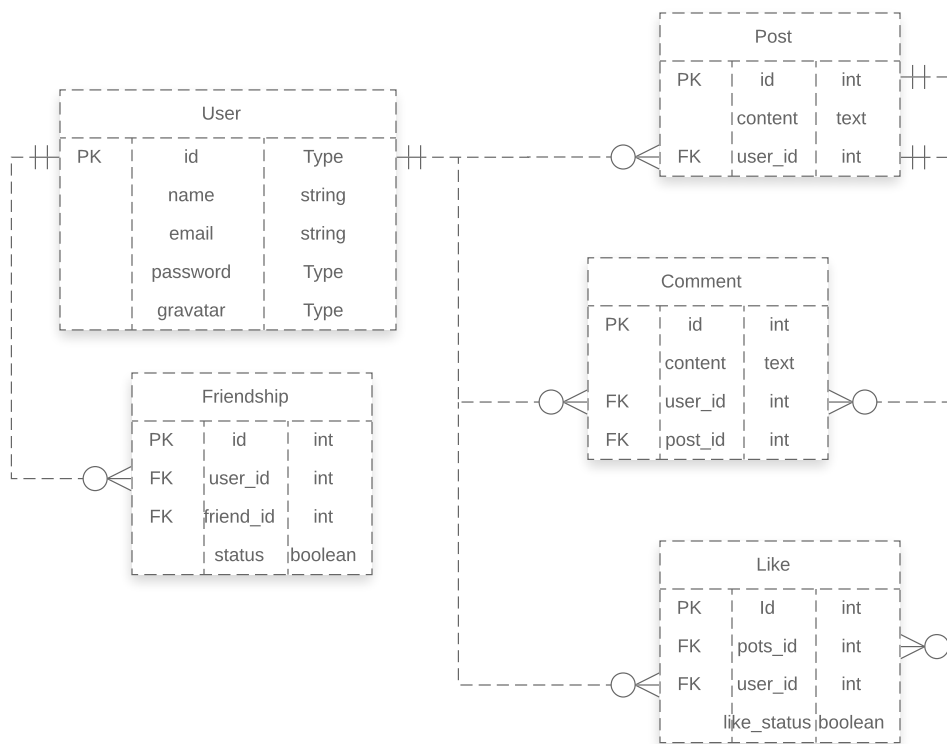 User
PK id Type
name string
email string
password Type
gravatar Type
Friendship
PK id int
FK user_id int
FK friend_id int
status boolean
Post
PK id int
content text
FK user_id int
Comment
PK id int
content text
FK user_id int
FK post_id int
Like
PK Id int
FK pots_id int
FK user_id int
like_status boolean